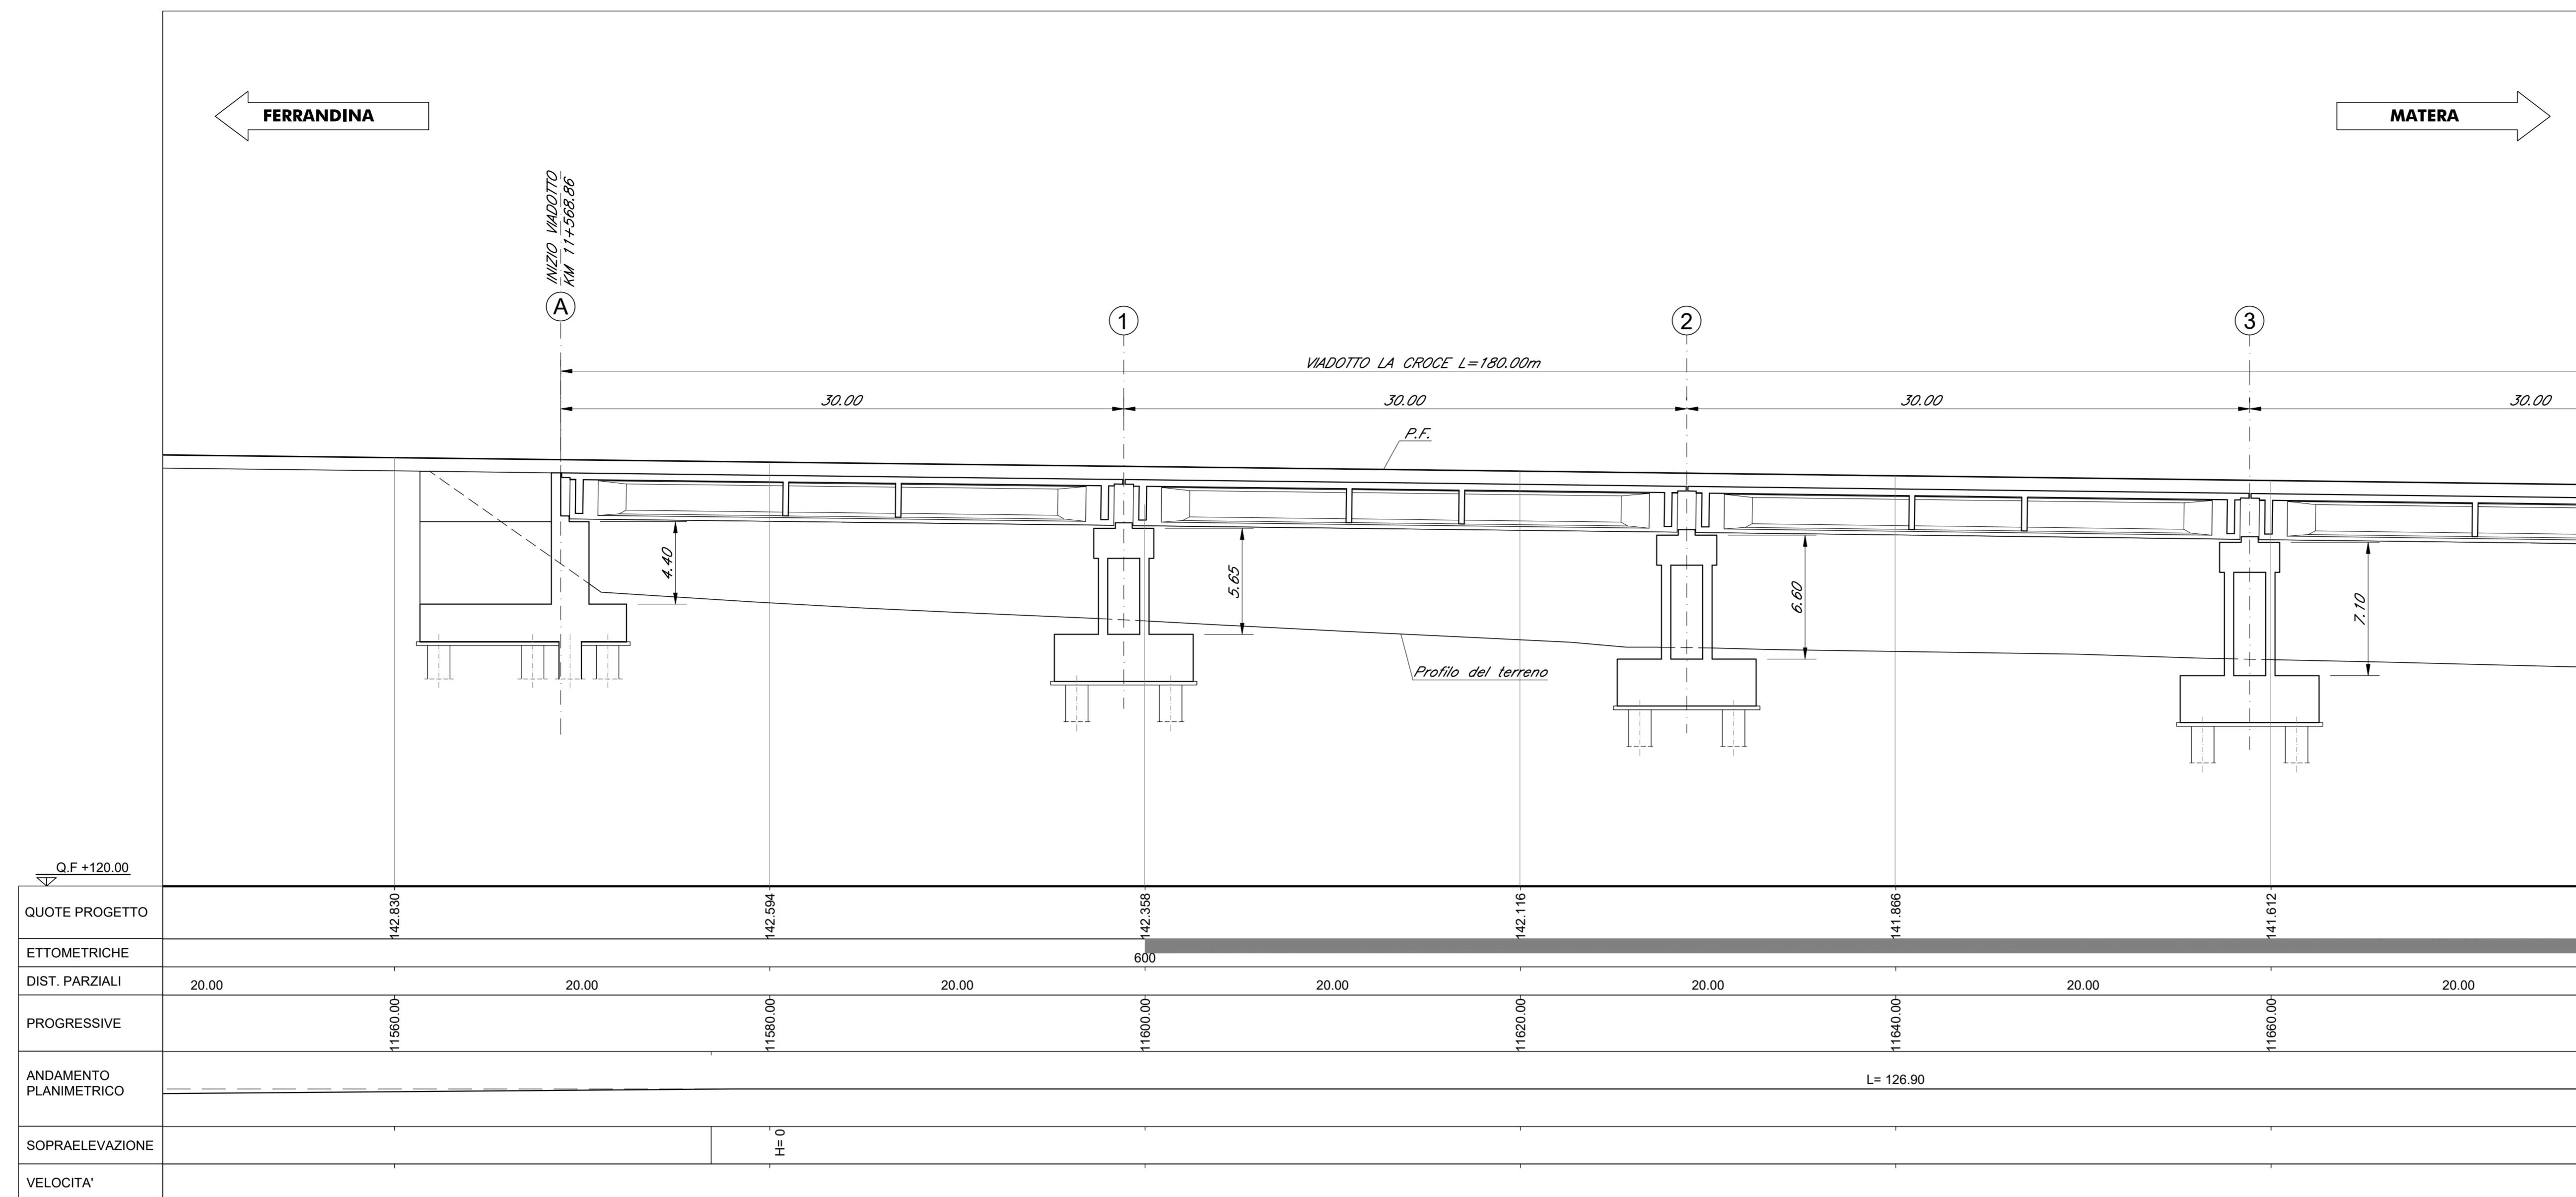 FERRANDINA
MATERA
INIZIO VIADOTTO
KM 11+568.86
A
1
2
3
VIADOTTO LA CROCE L=180.00m
30.00
30.00
30.00
30.00
P.F.
4.40
5.65
6.60
7.10
Profilo del terreno
Q.F +120.00
QUOTE PROGETTO
142.830
142.594
142.358
142.116
141.866
141.612
ETTOMETRICHE
600
DIST. PARZIALI
20.00
20.00
20.00
20.00
20.00
20.00
20.00
PROGRESSIVE
11560.00
11580.00
11600.00
11620.00
11640.00
11660.00
ANDAMENTO
PLANIMETRICO
L= 126.90
SOPRAELEVAZIONE
H= 0
VELOCITA'